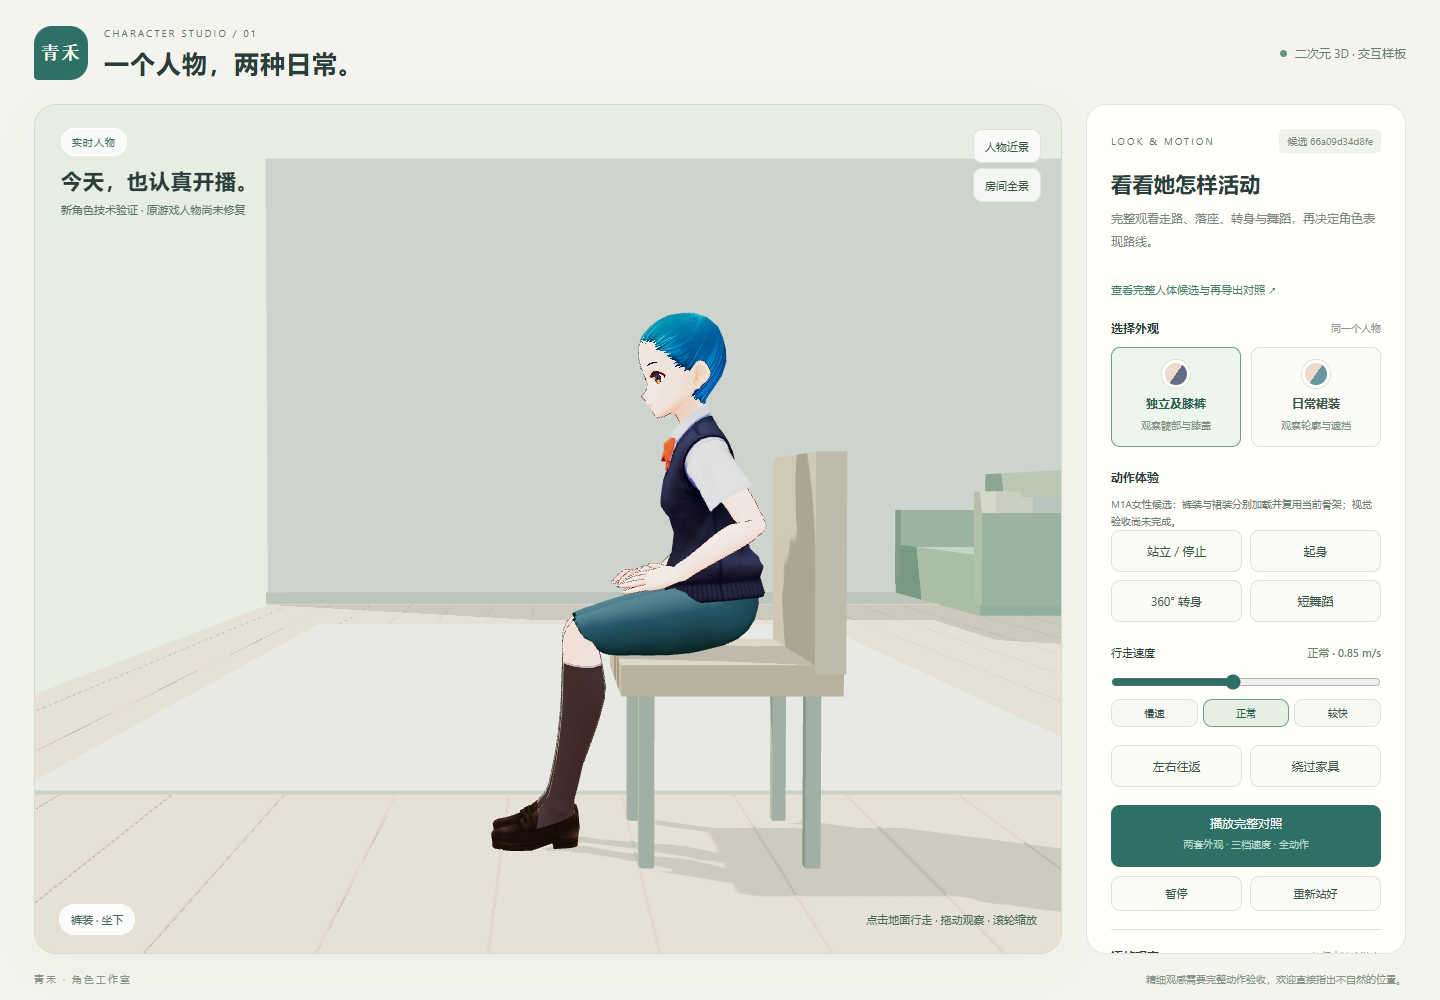 青禾
CHARACTER STUDIO / 01
一个人物，两种日常。
二次元 3D · 交互样板
实时人物
今天，也认真开播。
新角色技术验证 · 原游戏人物尚未修复
人物近景
房间全景
裤装 · 坐下
点击地面行走 · 拖动观察 · 滚轮缩放
LOOK & MOTION
候选 66a09d34d8fe
看看她怎样活动
完整观看走路、落座、转身与舞蹈，再决定角色表
现路线。
查看完整人体候选与再导出对照 ↗
选择外观
同一个人物
独立及膝裤
观察髋部与膝盖
日常裙装
观察轮廓与遮挡
动作体验
M1A女性候选：裤装与裙装分别加载并复用当前骨架；视觉
验收尚未完成。
站立 / 停止
起身
360° 转身
短舞蹈
行走速度
正常 · 0.85 m/s
慢速
正常
较快
左右往返
绕过家具
播放完整对照
两套外观 · 三档速度 · 全动作
暂停
重新站好
青禾 · 角色工作室
精细观感需要完整动作验收，欢迎直接指出不自然的位置。